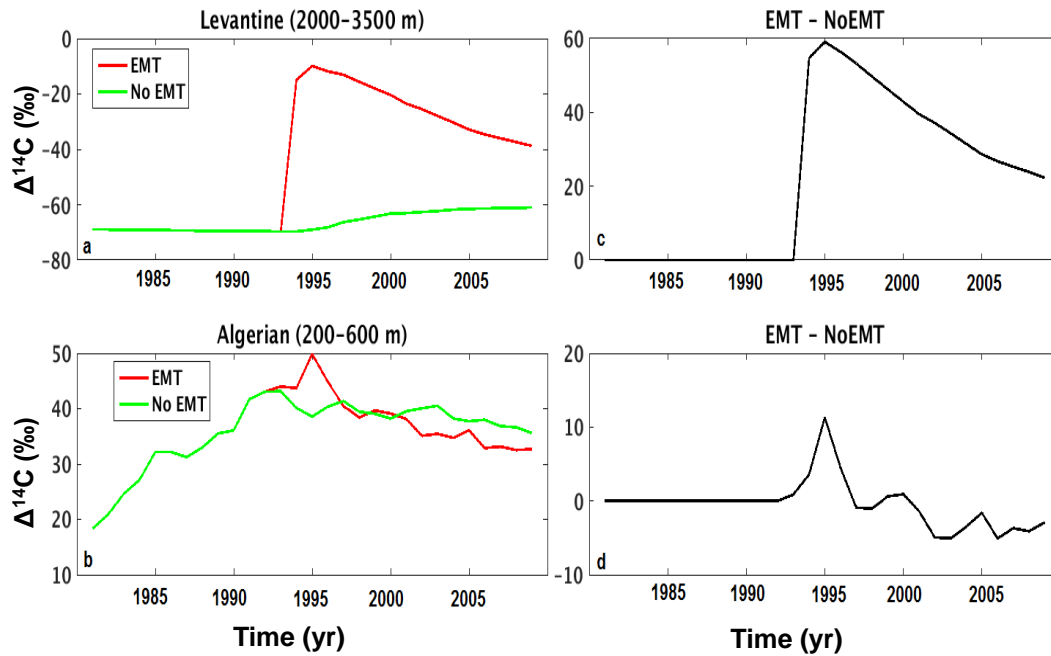 Levantine (2000-3500 m)
0
-20
-40
-60
-80
Δ¹⁴C (‰)
EMT
No EMT
a
1985
1990
1995
2000
2005
EMT - NoEMT
60
40
20
0
c
1985
1990
1995
2000
2005
Algerian (200-600 m)
50
40
30
20
10
Δ¹⁴C (‰)
EMT
No EMT
b
1985
1990
1995
2000
2005
Time (yr)
EMT - NoEMT
20
10
0
-10
d
1985
1990
1995
2000
2005
Time (yr)